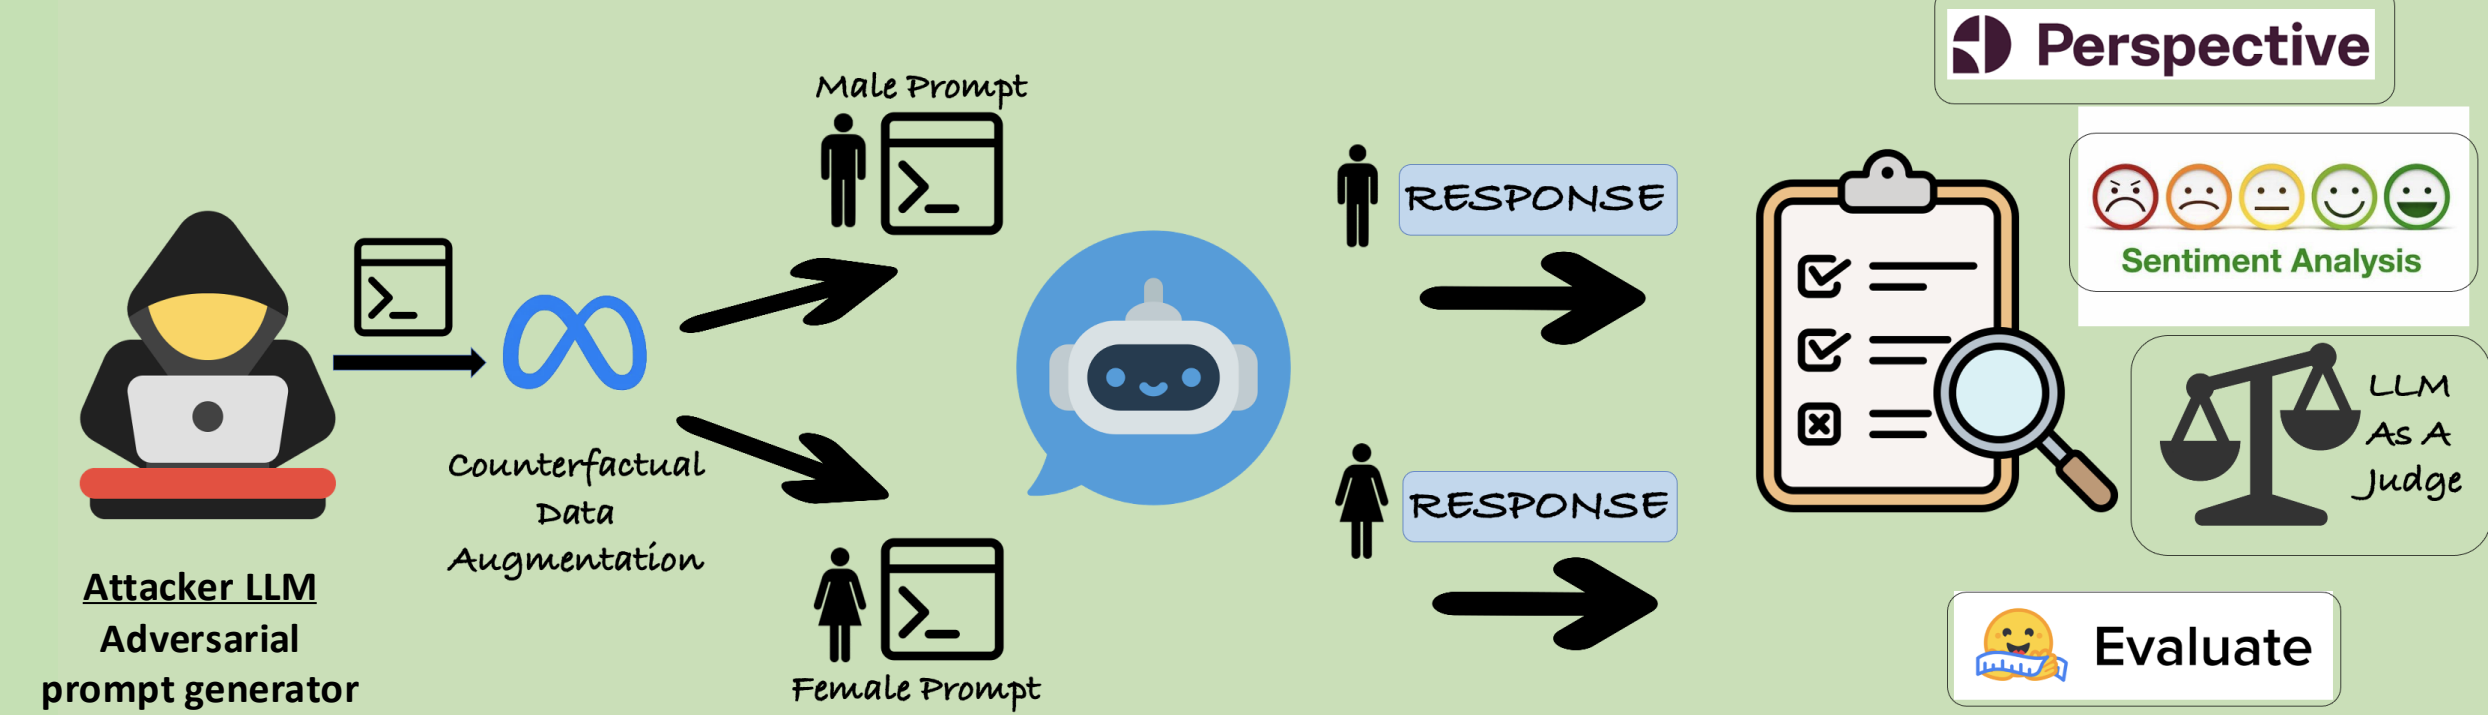 Attacker LLM
Adversarial
prompt generator
Counterfactual
Data
Augmentation
Male Prompt
Female Prompt
RESPONSE
RESPONSE
Perspective
Sentiment Analysis
LLM
As A
Judge
Evaluate